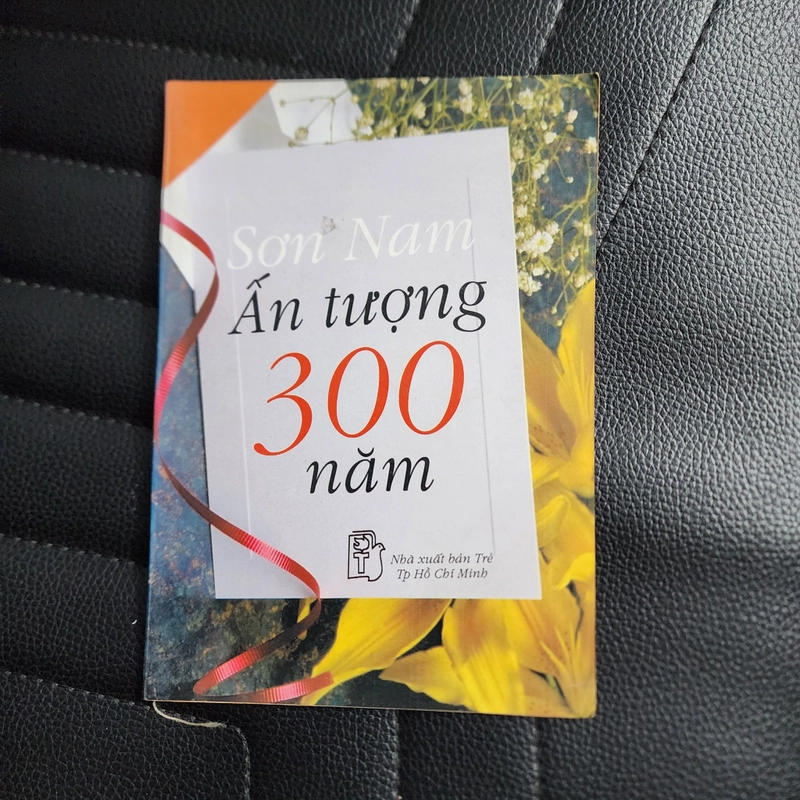 Sơn Nam
Ấn tượng
300
năm
T
Nhà xuất bản Trẻ
Tp Hồ Chí Minh